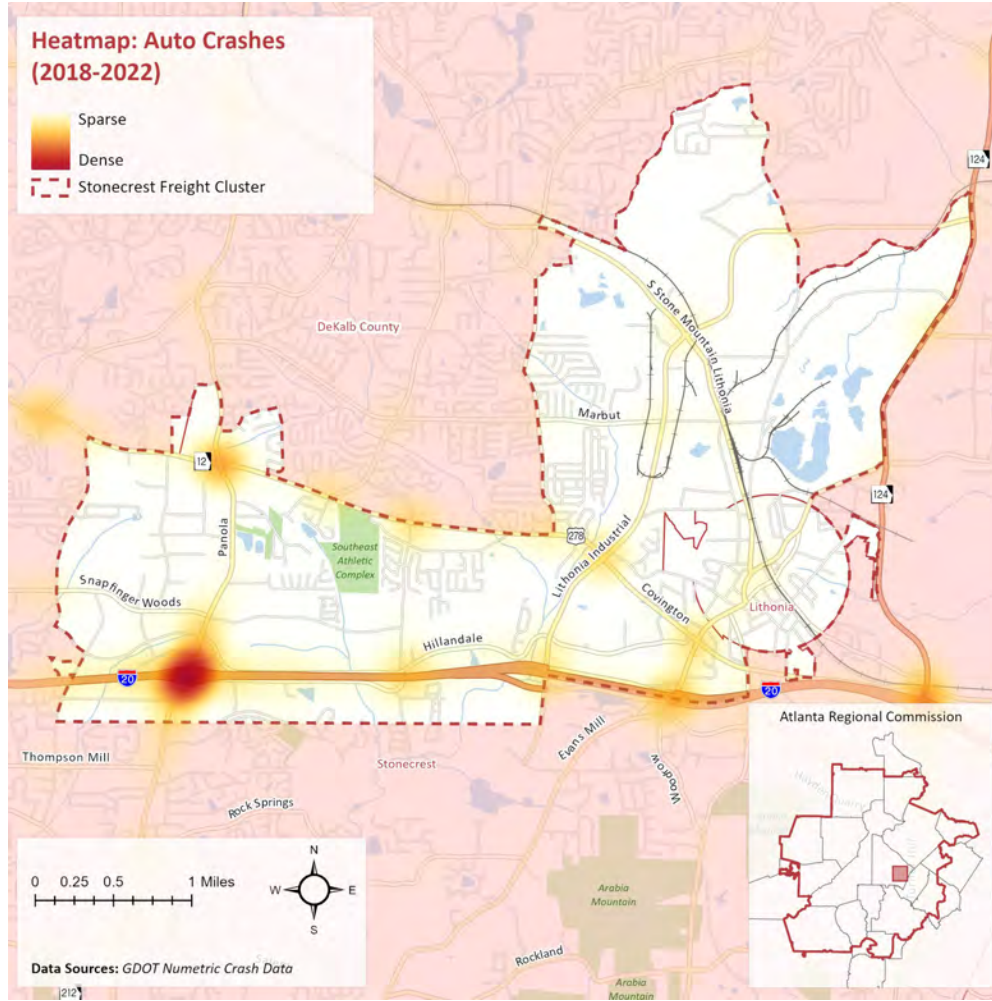 Heatmap: Auto Crashes
(2018-2022)
Sparse
Dense
Stonecrest Freight Cluster
124
DeKalb County
S Stone Mountain Lithonia
Marbut
12
124
Panola
278
Southeast
Athletic
Complex
Lithonia Industrial
Snapfinger Woods
Covington
Lithonia
Hillandale
20
20
Evans Mill
Atlanta Regional Commission
Thompson Mill
Stonecrest
Woodrow
Rock Springs
N
W
E
S
0 0.25 0.5 1 Miles
Arabia
Mountain
Rockland
Data Sources: GDOT Numetric Crash Data
Arabia
Mountain
212